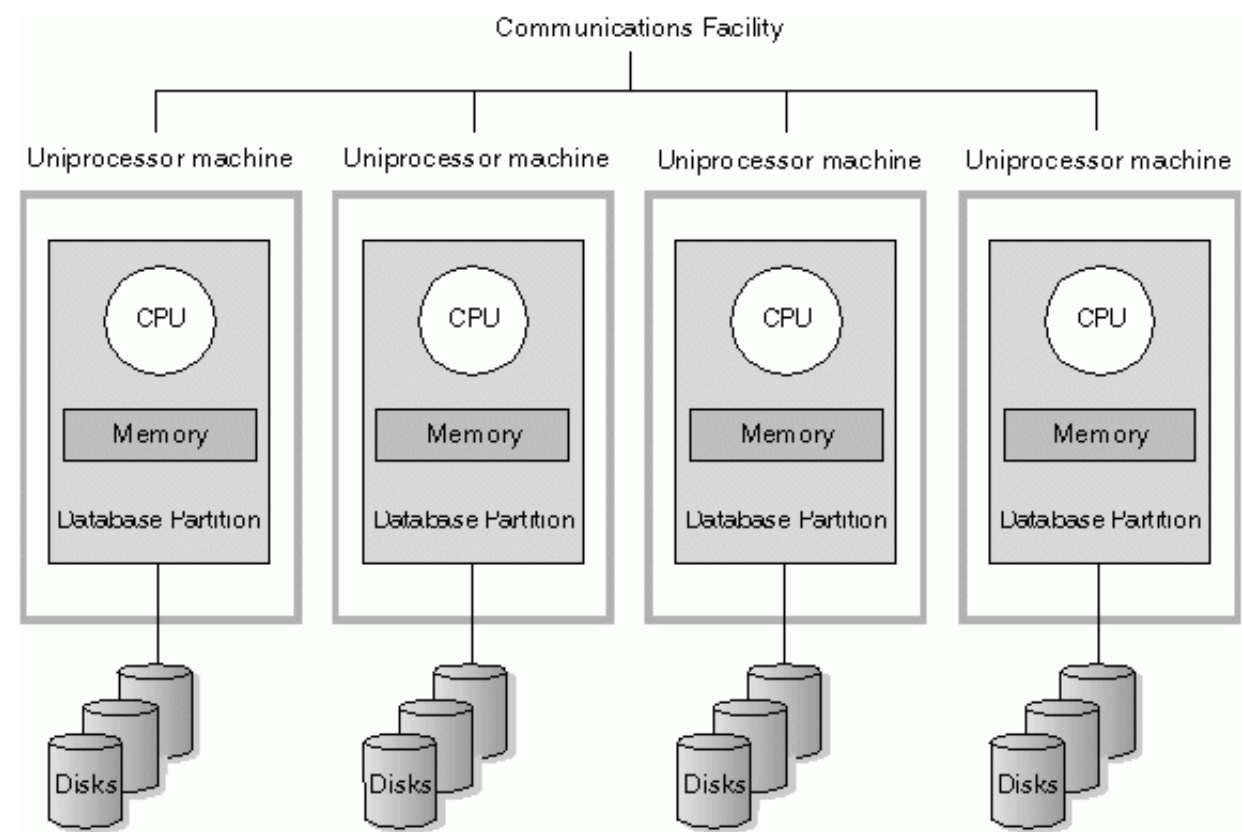 Communications Facility
Uniprocessor machine
Uniprocessor machine
Uniprocessor machine
Uniprocessor machine
CPU
CPU
CPU
CPU
Memory
Memory
Memory
Memory
Database Partition
Database Partition
Database Partition
Database Partition
Disks
Disks
Disks
Disks